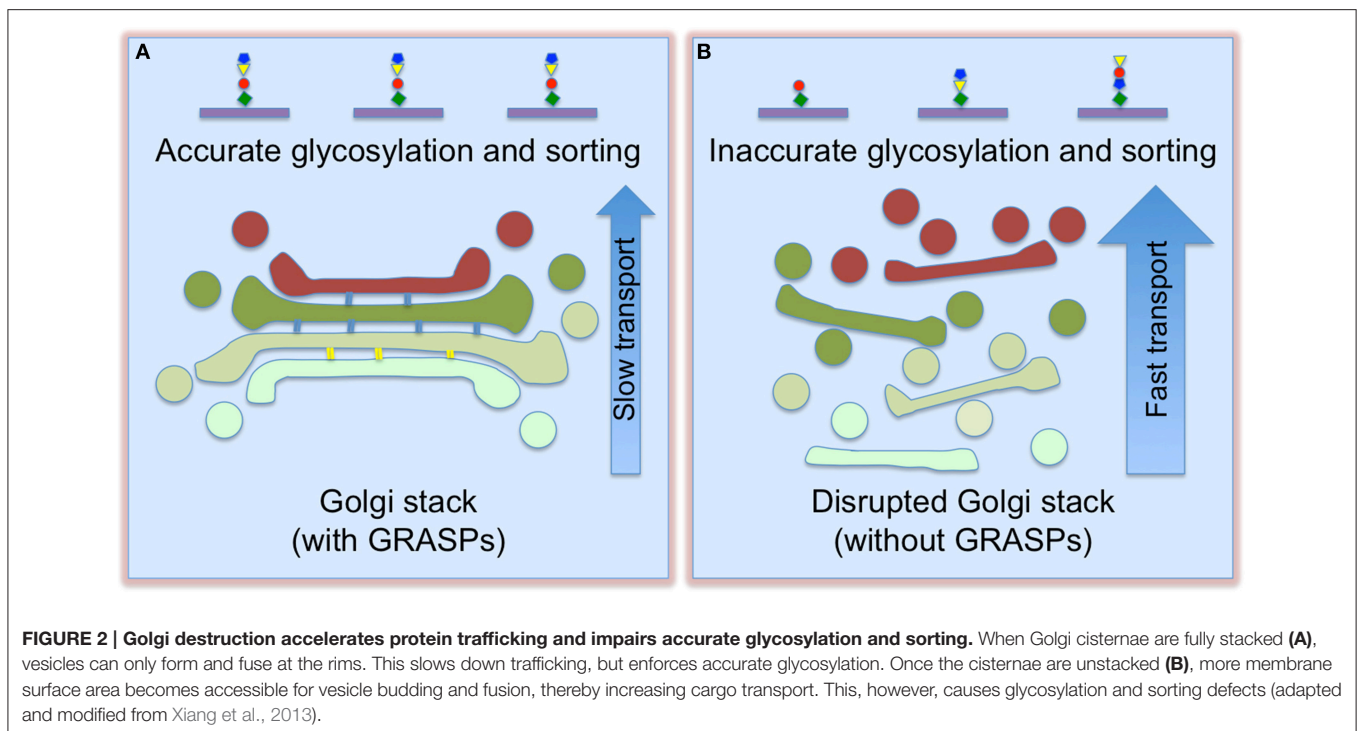 A
Accurate glycosylation and sorting
Slow transport
Golgi stack
(with GRASPs)
B
Inaccurate glycosylation and sorting
Fast transport
Disrupted Golgi stack
(without GRASPs)
FIGURE 2 | Golgi destruction accelerates protein trafficking and impairs accurate glycosylation and sorting. When Golgi cisternae are fully stacked (A),
vesicles can only form and fuse at the rims. This slows down trafficking, but enforces accurate glycosylation. Once the cisternae are unstacked (B), more membrane
surface area becomes accessible for vesicle budding and fusion, thereby increasing cargo transport. This, however, causes glycosylation and sorting defects (adapted
and modified from Xiang et al., 2013).